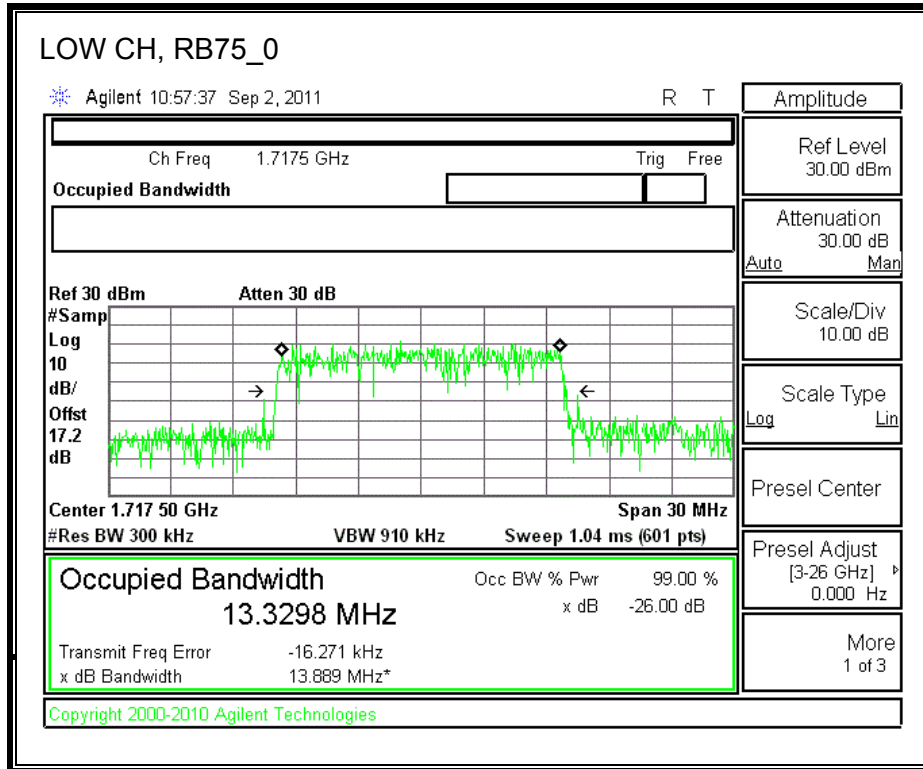 LOW CH, RB75_0
Agilent 10:57:37 Sep 2, 2011 R T
Amplitude
Ch Freq 1.7175 GHz Trig Free
Occupied Bandwidth
Ref Level
30.00 dBm
Attenuation
30.00 dB
Auto Man
Scale/Div
10.00 dB
Scale Type
Log Lin
Presel Center
Presel Adjust
[3-26 GHz]
0.000 Hz
More
1 of 3
Ref 30 dBm Atten 30 dB
#Samp
Log
10
dB/
Offst
17.2
dB
Center 1.717 50 GHz Span 30 MHz
#Res BW 300 kHz VBW 910 kHz Sweep 1.04 ms (601 pts)
Occupied Bandwidth Occ BW % Pwr 99.00 %
13.3298 MHz x dB -26.00 dB
Transmit Freq Error -16.271 kHz
x dB Bandwidth 13.889 MHz*
Copyright 2000-2010 Agilent Technologies